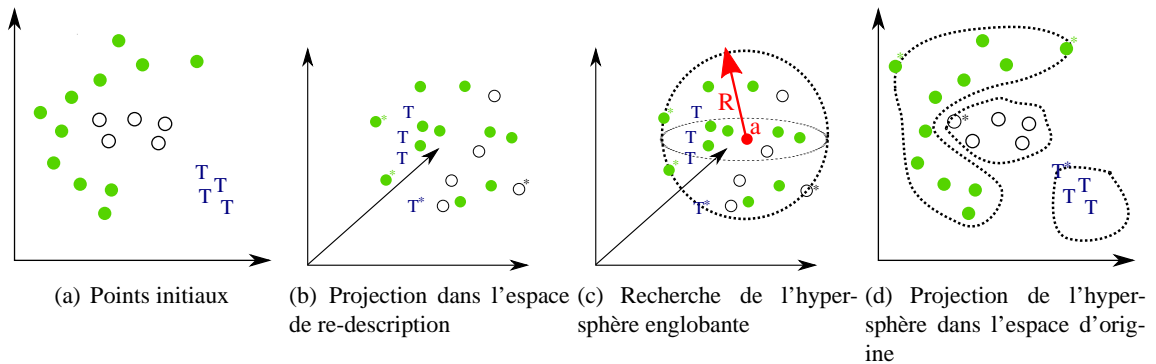 T
T T
T T
(a) Points initiaux
*
T
T
T
*
*
T*
(b) Projection dans l'espace
de re-description
R
a
*
T
T
T
*
*
T*
(c) Recherche de l'hyper-
sphère englobante
*
*
*
T*
T
T
T
(d) Projection de l'hyper-
sphère dans l'espace d'orig-
ine